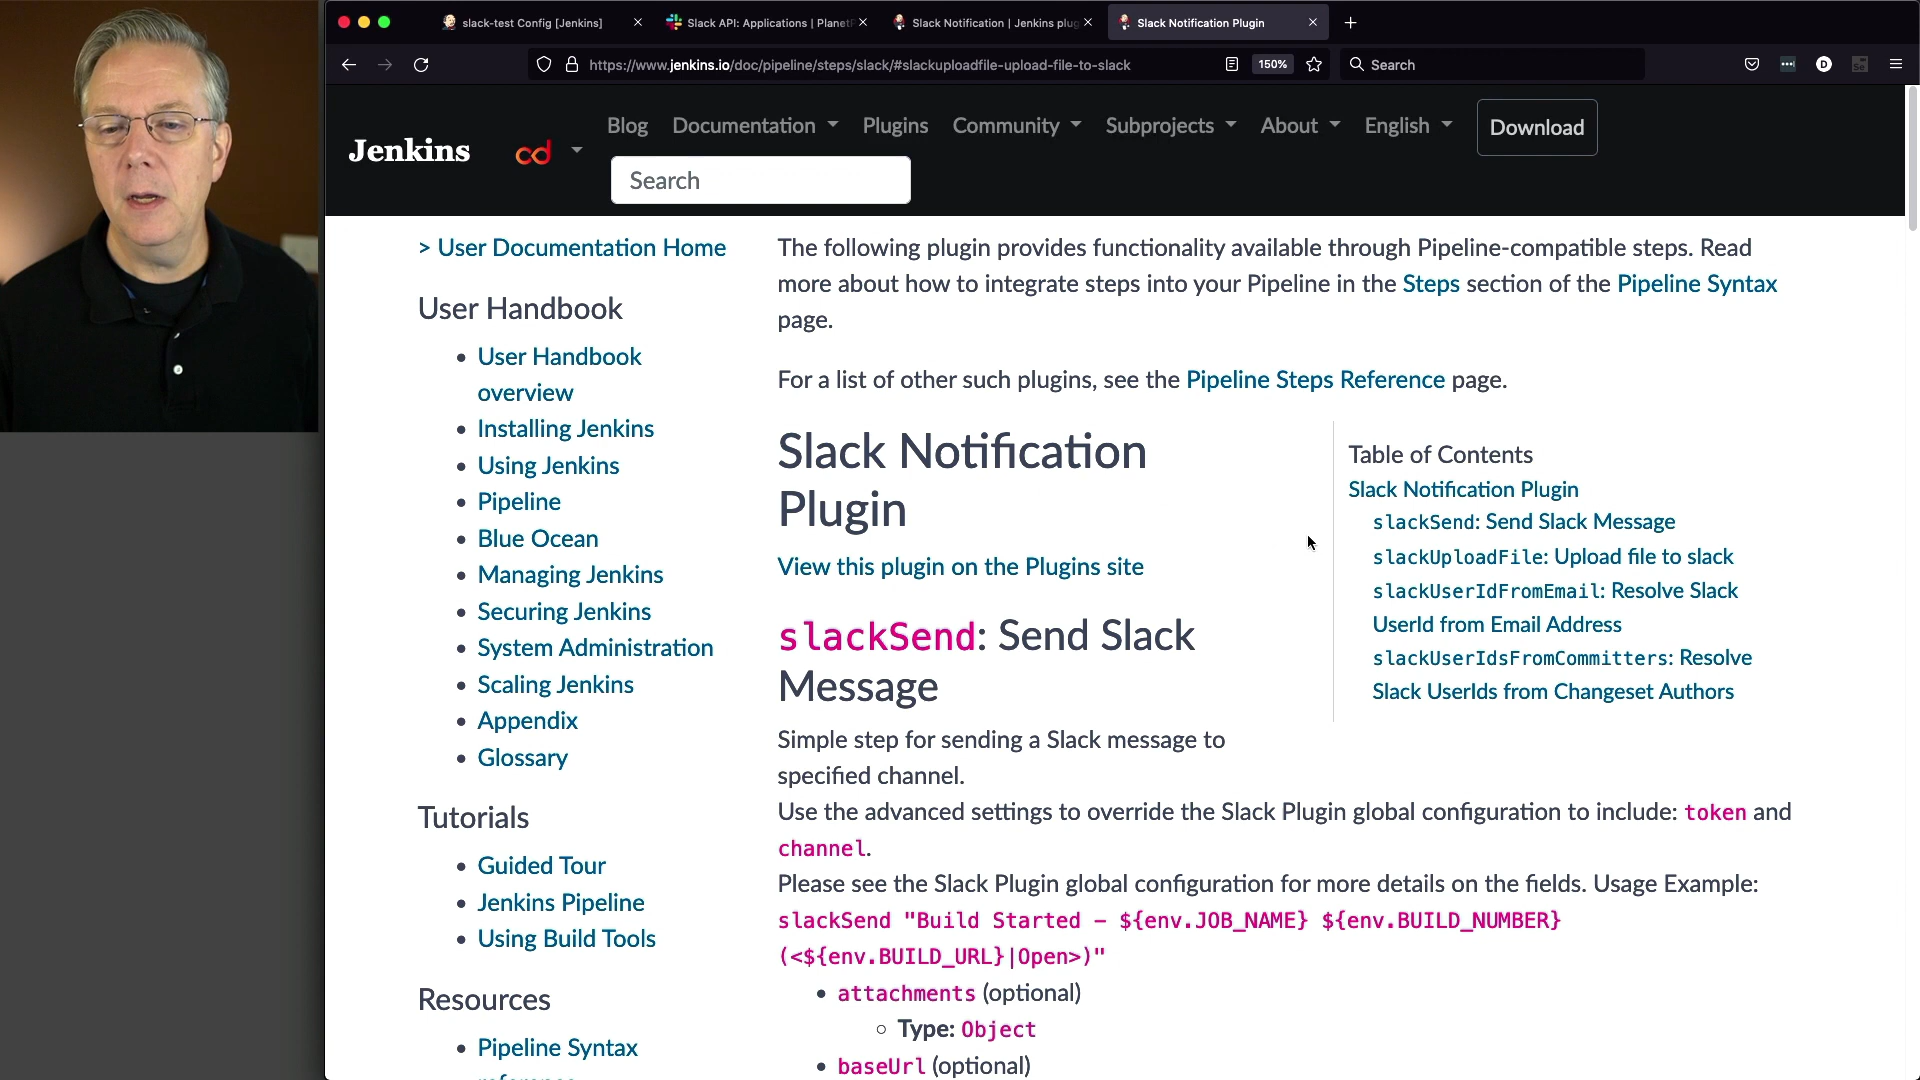 slack-test Config [Jenkins]
Slack API: Applications | Planet
Slack Notification | Jenkins plug
Slack Notification Plugin
https://www.jenkins.io/doc/pipeline/steps/slack/#slackuploadfile-upload-file-to-slack
150%
Search
Jenkins
cd
Blog
Documentation
Plugins
Community
Subprojects
About
English
Download
Search
> User Documentation Home
User Handbook
• User Handbook
overview
• Installing Jenkins
• Using Jenkins
• Pipeline
• Blue Ocean
• Managing Jenkins
• Securing Jenkins
• System Administration
• Scaling Jenkins
• Appendix
• Glossary
Tutorials
• Guided Tour
• Jenkins Pipeline
• Using Build Tools
Resources
• Pipeline Syntax
The following plugin provides functionality available through Pipeline-compatible steps. Read
more about how to integrate steps into your Pipeline in the Steps section of the Pipeline Syntax
page.
For a list of other such plugins, see the Pipeline Steps Reference page.
Slack Notification
Plugin
View this plugin on the Plugins site
Table of Contents
Slack Notification Plugin
slackSend: Send Slack Message
slackUploadFile: Upload file to slack
slackUserIdFromEmail: Resolve Slack
UserId from Email Address
slackUserIdsFromCommitters: Resolve
Slack UserIds from Changeset Authors
slackSend: Send Slack
Message
Simple step for sending a Slack message to
specified channel.
Use the advanced settings to override the Slack Plugin global configuration to include: token and
channel.
Please see the Slack Plugin global configuration for more details on the fields. Usage Example:
slackSend "Build Started - ${env.JOB_NAME} ${env.BUILD_NUMBER}
(<${env.BUILD_URL}|Open>)"
• attachments (optional)
◦ Type: Object
• baseUrl (optional)